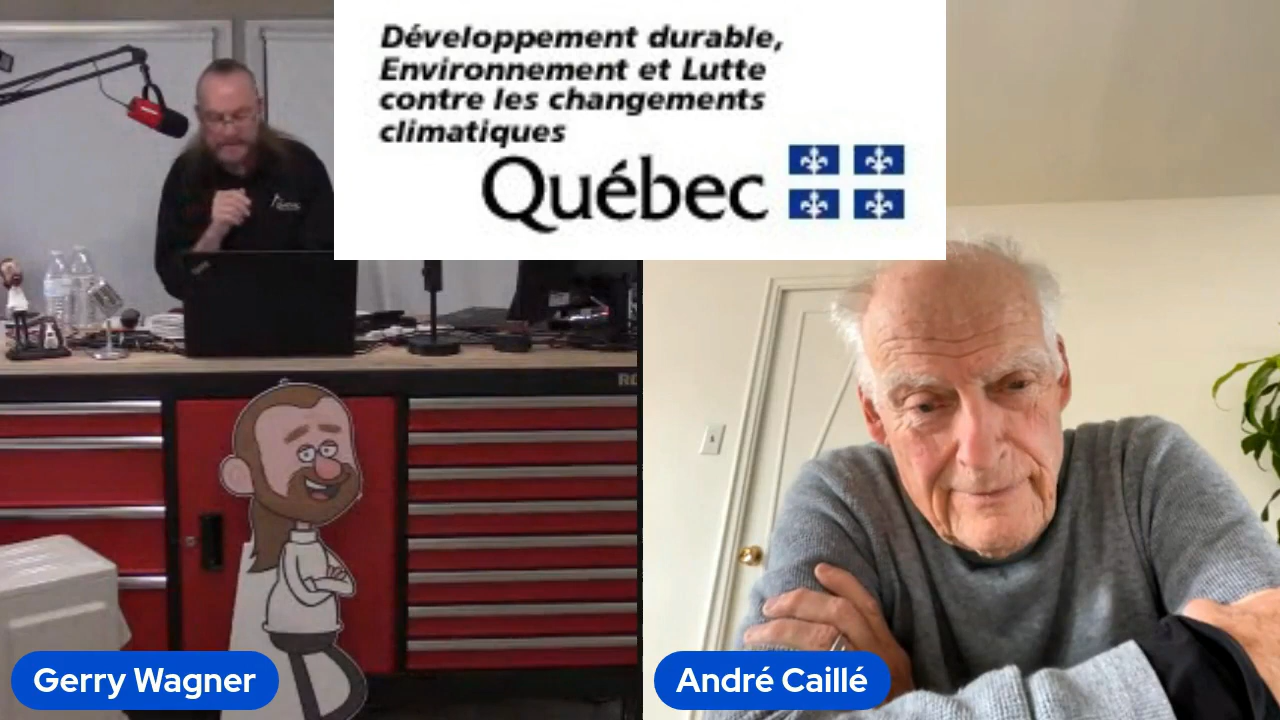 Développement durable,
Environnement et Lutte
contre les changements
climatiques
Québec
Gerry Wagner
André Caillé